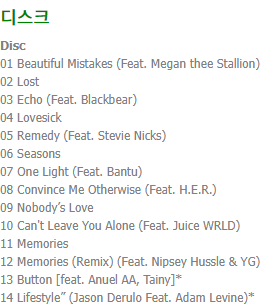 디스크
Disc
01 Beautiful Mistakes (Feat. Megan thee Stallion)
02 Lost
03 Echo (Feat. Blackbear)
04 Lovesick
05 Remedy (Feat. Stevie Nicks)
06 Seasons
07 One Light (Feat. Bantu)
08 Convince Me Otherwise (Feat. H.E.R.)
09 Nobody’s Love
10 Can't Leave You Alone (Feat. Juice WRLD)
11 Memories
12 Memories (Remix) (Feat. Nipsey Hussle & YG)
13 Button [feat. Anuel AA, Tainy]*
14 Lifestyle” (Jason Derulo Feat. Adam Levine)*